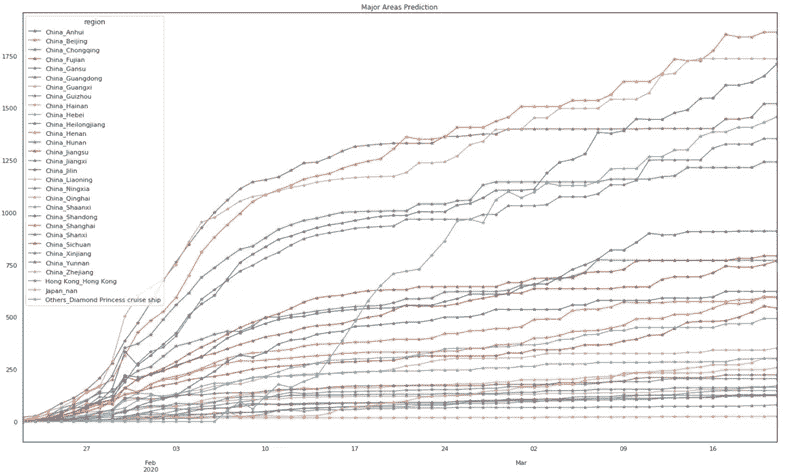 Major Areas Prediction
region
China_Anhui
China_Beijing
China_Chongqing
China_Fujian
China_Gansu
China_Guangdong
China_Guangxi
China_Guizhou
China_Hainan
China_Hebei
China_Heilongjiang
China_Henan
China_Hunan
China_Jiangsu
China_Jiangxi
China_Jilin
China_Liaoning
China_Ningxia
China_Qinghai
China_Shaanxi
China_Shandong
China_Shanghai
China_Shanxi
China_Sichuan
China_Xinjiang
China_Yunnan
China_Zhejiang
Hong Kong_Hong Kong
Japan_nan
Others_Diamond Princess cruise ship
1750
1500
1250
1000
750
500
250
0
27 03 10 17 24 02 09 16
Feb Mar
2020